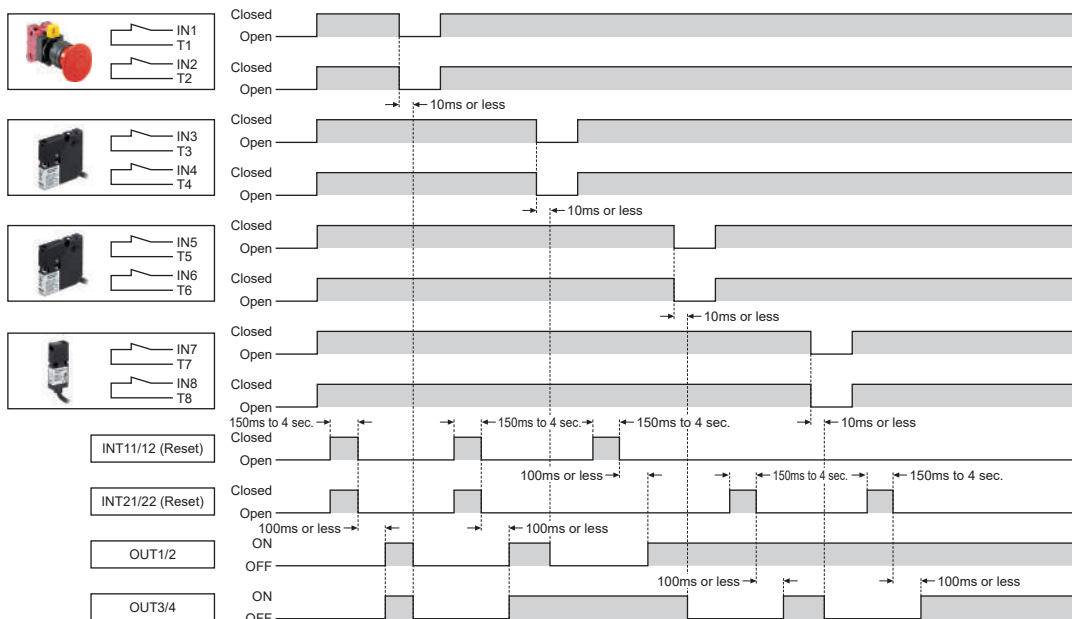 Closed
IN1
Open
T1
IN2
Closed
T2
Open
10ms or less
Closed
IN3
Open
T3
IN4
Closed
T4
Open
10ms or less
Closed
IN5
Open
T5
IN6
Closed
T6
Open
10ms or less
Closed
IN7
Open
T7
IN8
Closed
T8
Open
150ms to 4 sec. 150ms to 4 sec. 150ms to 4 sec. 10ms or less
INT11/12 (Reset) Closed
Open
100ms or less 150ms to 4 sec. 150ms to 4 sec.
INT21/22 (Reset) Closed
Open
100ms or less 100ms or less
OUT1/2 ON
OFF
100ms or less 100ms or less
OUT3/4 ON
OFF